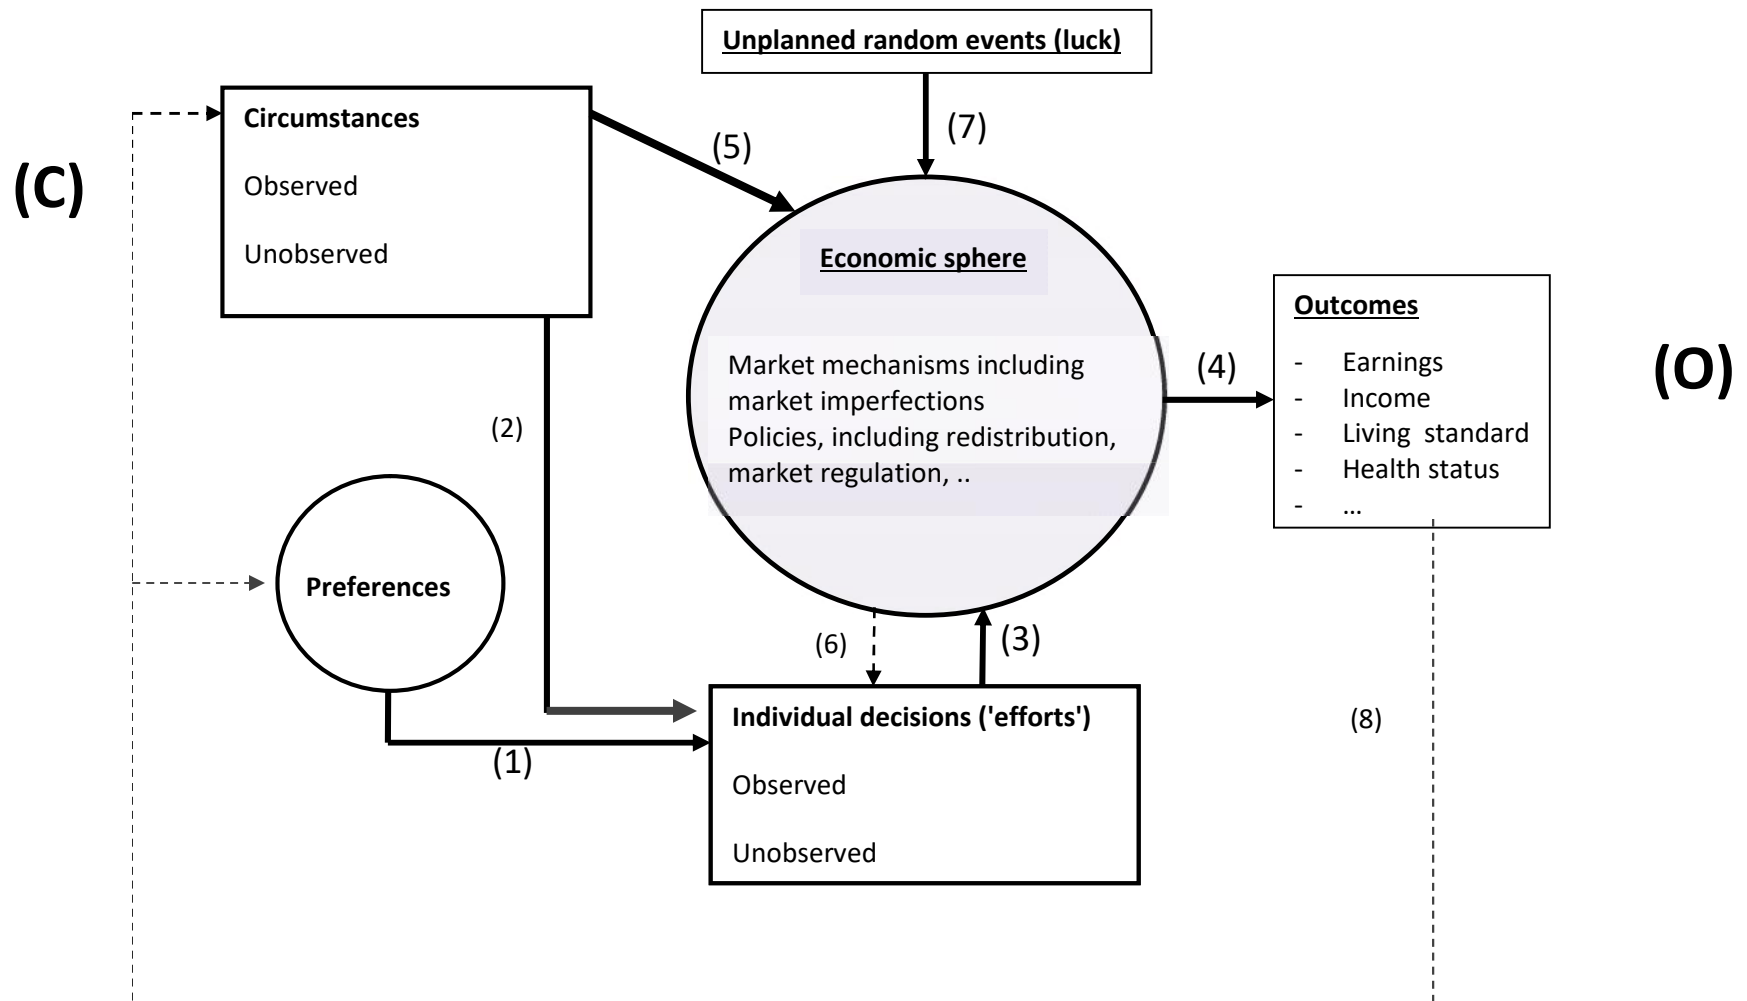 Unplanned random events (luck)
(7)
(C)
Circumstances
Observed
Unobserved
(5)
Economic sphere
Market mechanisms including
market imperfections
Policies, including redistribution,
market regulation, ..
(4)
Outcomes
- Earnings
- Income
- Living standard
- Health status
- ...
(O)
(2)
Preferences
(1)
(6)
(3)
Individual decisions ('efforts')
Observed
Unobserved
(8)